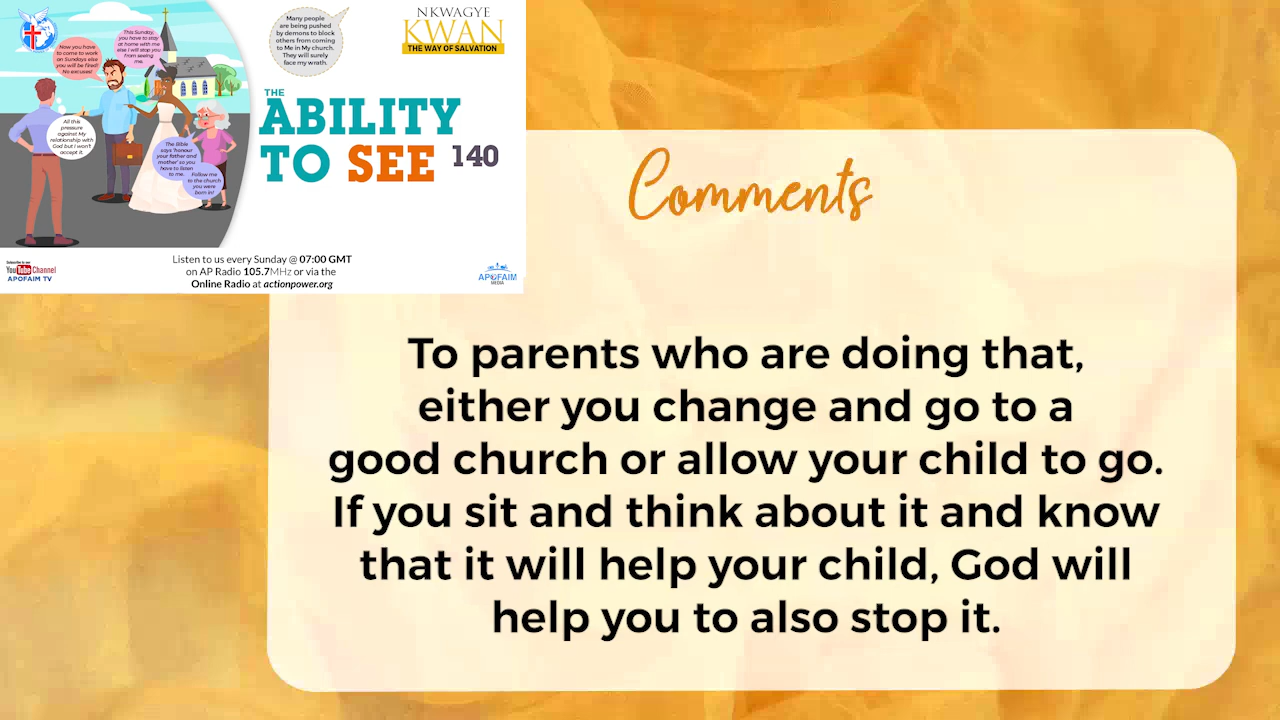 Now you have
to come to work
on Sundays else
you will be fired!
No excuses!
This Sunday,
you have to stay
at home with me
else I will stop you
from seeing
me.
All this
pressure
against My
relationship with
God but I won't
accept it.
The Bible
says 'honour
your father and
mother' so you
have to listen
to me.
Follow me
to the church
you were
born in!
Many people
are being pushed
by demons to block
others from coming
to Me in My church.
They will surely
face my wrath.
NKWAGYE
KWAN
THE WAY OF SALVATION
THE
ABILITY
TO SEE 140
Subscribe to our
YouTube Channel
APOFAIM TV
Listen to us every Sunday @ 07:00 GMT
on AP Radio 105.7MHz or via the
Online Radio at actionpower.org
APOFAIM
MEDIA
Comments
To parents who are doing that,
either you change and go to a
good church or allow your child to go.
If you sit and think about it and know
that it will help your child, God will
help you to also stop it.